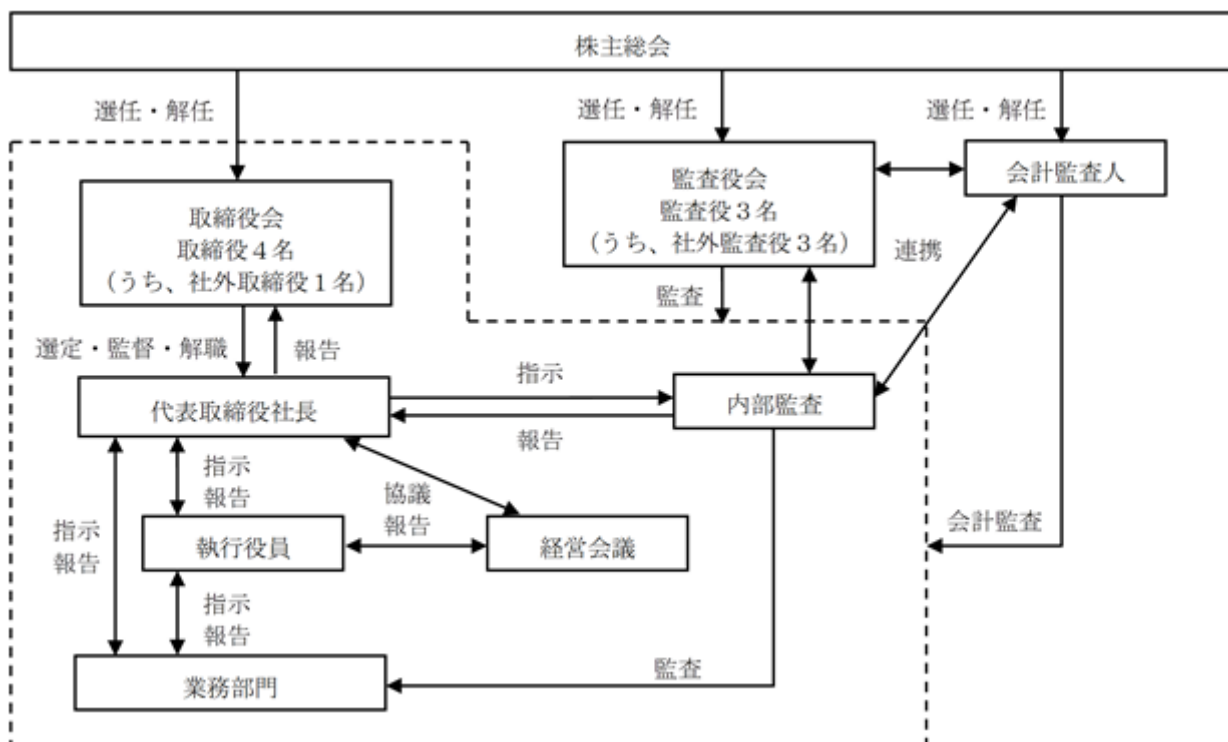 株主総会
選任・解任
選任・解任
選任・解任
取締役会
取締役4名
（うち、社外取締役1名）
監査役会
監査役3名
（うち、社外監査役3名）
会計監査人
連携
監査
選定・監督・解職
報告
代表取締役社長
指示
報告
内部監査
指示
報告
協議
報告
指示
報告
執行役員
経営会議
会計監査
指示
報告
業務部門
監査